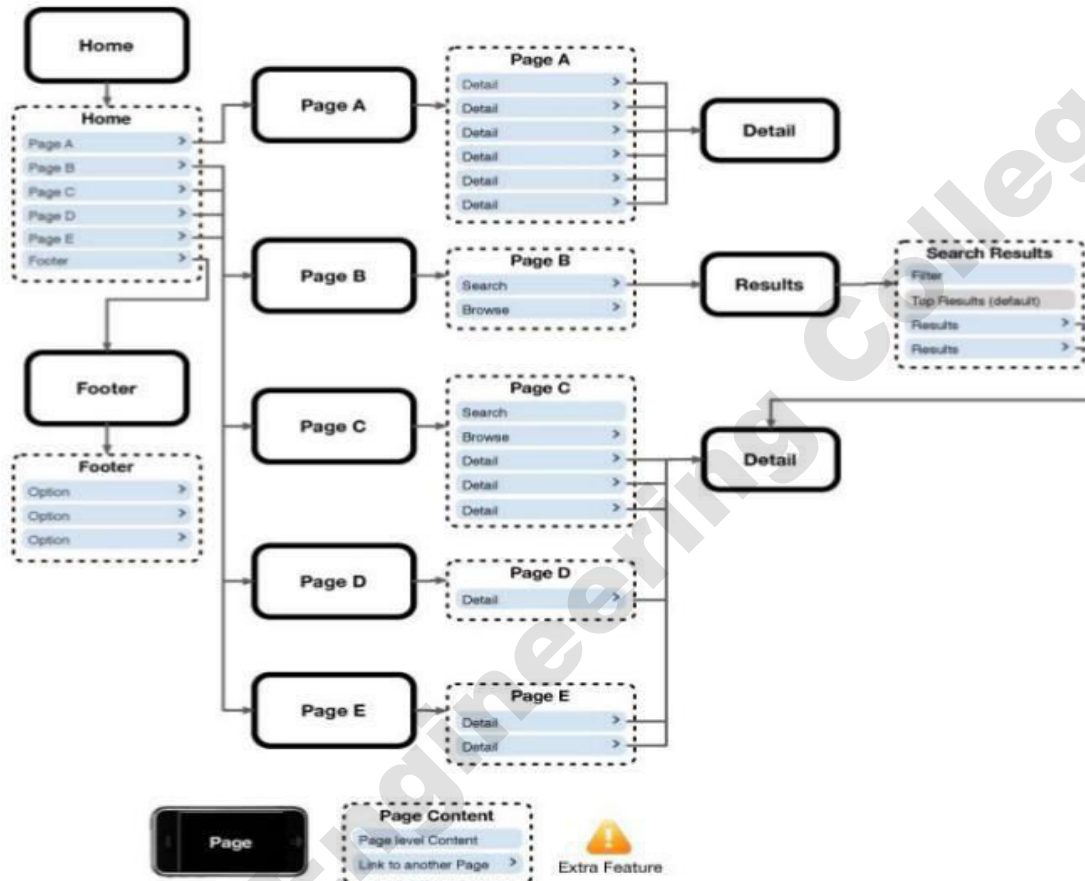 Home
Home
Page A
Page B
Page C
Page D
Page E
Footer
Footer
Footer
Option
Option
Option
Page A
Page A
Detail
Detail
Detail
Detail
Detail
Detail
Detail
Page B
Page B
Search
Browse
Results
Search Results
Filter
Top Results (default)
Results
Results
Page C
Page C
Search
Browse
Detail
Detail
Detail
Detail
Page D
Page D
Detail
Page E
Page E
Detail
Detail
Page
Page Content
Page level Content
Link to another Page
Extra Feature
Engineering Colleg